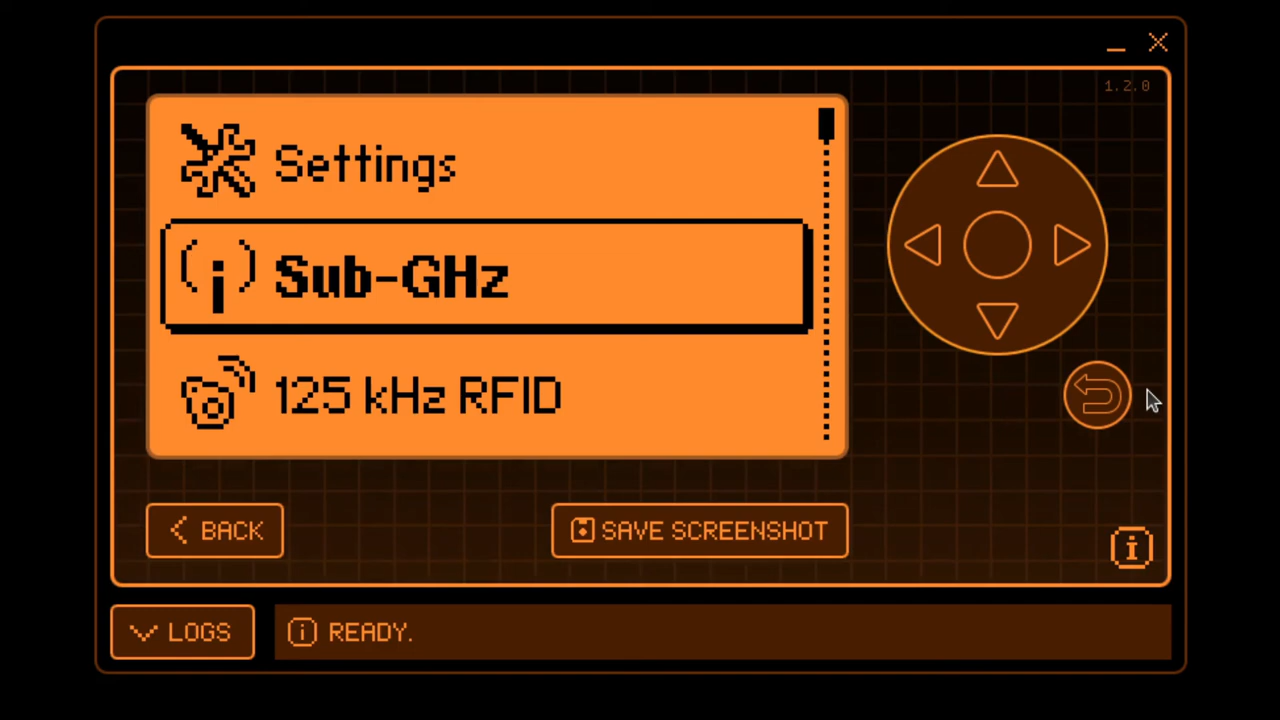 1.2.0
Settings
Sub-GHz
125 kHz RFID
BACK
SAVE SCREENSHOT
LOGS
READY.